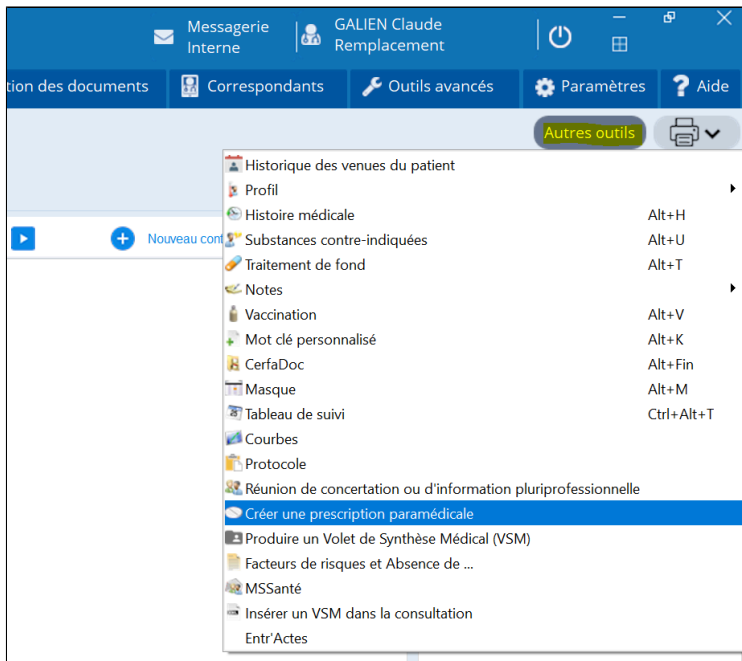 Messagerie
Interne
GALIEN Claude
Remplacement
tion des documents
Correspondants
Outils avancés
Paramètres
? Aide
Autres outils
Nouveau cont
Historique des venues du patient
Profil
Histoire médicale Alt+H
Substances contre-indiquées Alt+U
Traitement de fond Alt+T
Notes
Vaccination Alt+V
Mot clé personnalisé Alt+K
CerfaDoc Alt+Fin
Masque Alt+M
Tableau de suivi Ctrl+Alt+T
Courbes
Protocole
Réunion de concertation ou d'information pluriprofessionnelle
Créer une prescription paramédicale
Produire un Volet de Synthèse Médical (VSM)
Facteurs de risques et Absence de ...
MSSanté
Insérer un VSM dans la consultation
Entr'Actes